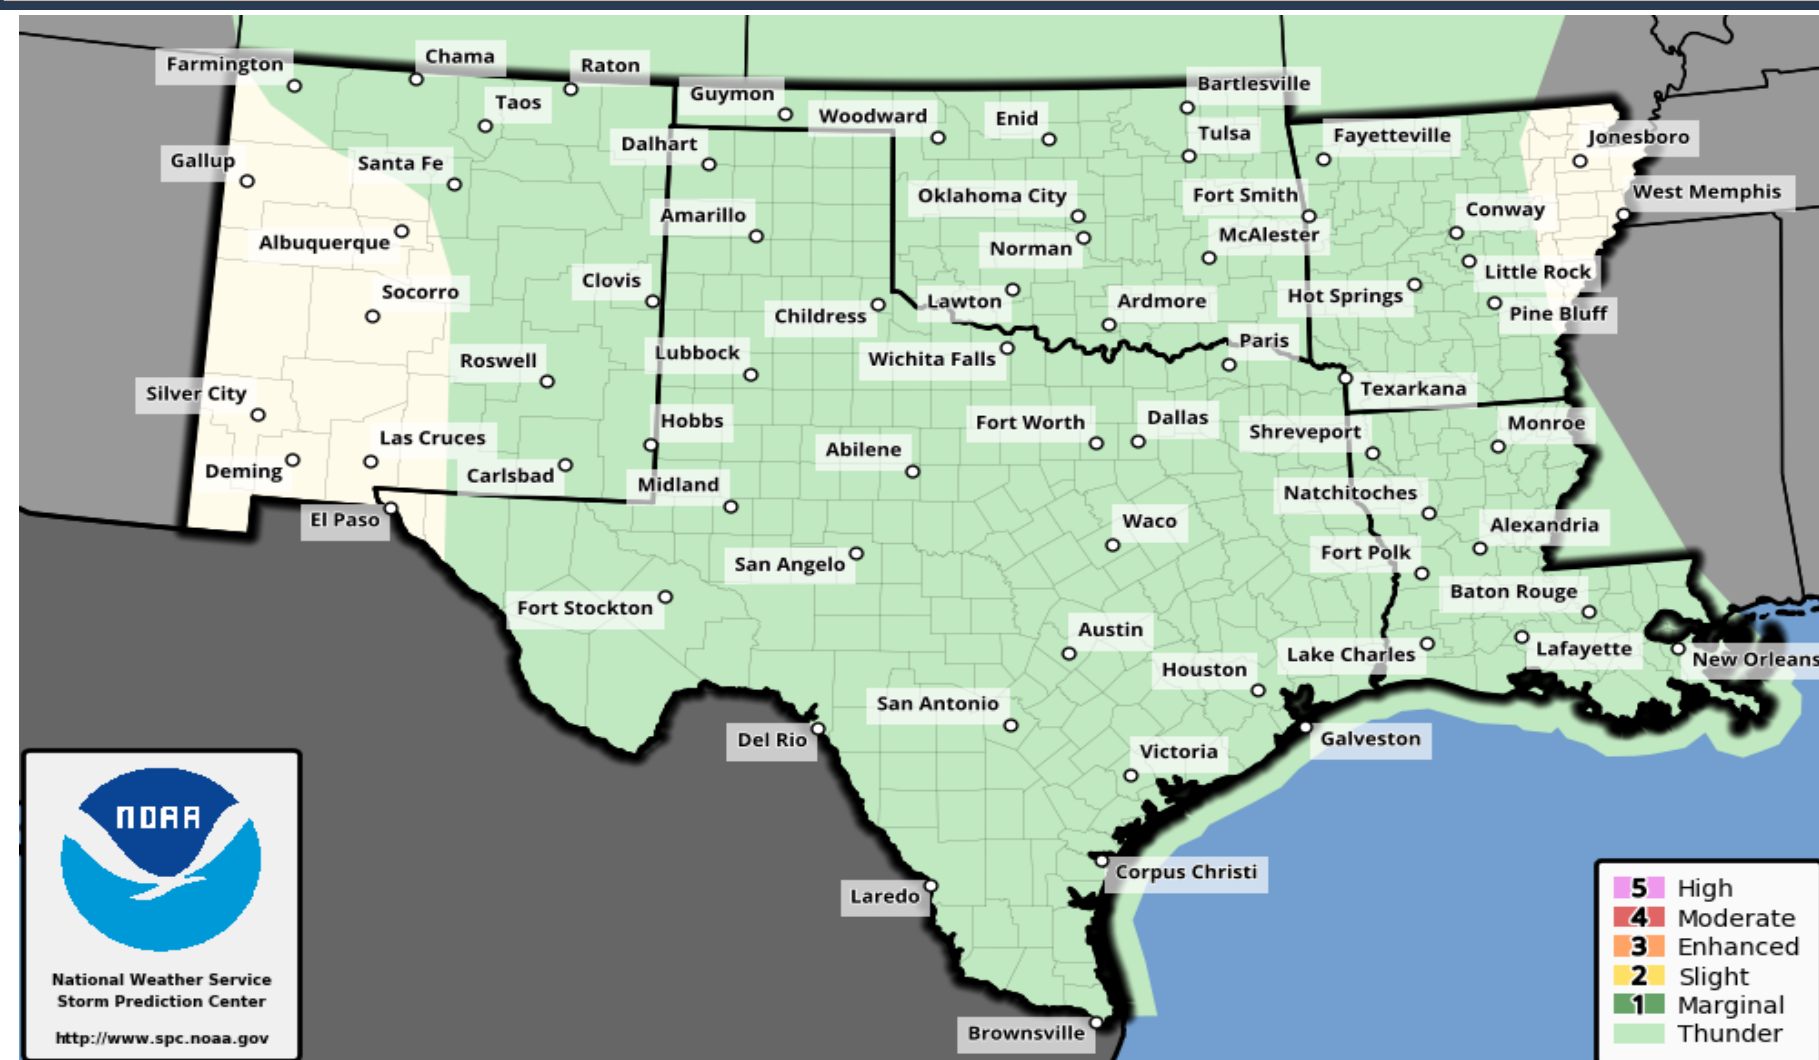 Farmington
Chama
Raton
Taos
Guymon
Woodward
Enid
Bartlesville
Tulsa
Fayetteville
Jonesboro
Gallup
Santa Fe
Dalhart
Oklahoma City
Fort Smith
Conway
West Memphis
Albuquerque
Amarillo
Norman
McAlester
Little Rock
Socorro
Clovis
Childress
Lawton
Ardmore
Hot Springs
Pine Bluff
Roswell
Lubbock
Wichita Falls
Paris
Texarkana
Silver City
Las Cruces
Hobbs
Abilene
Fort Worth
Dallas
Shreveport
Monroe
Deming
Carlsbad
Midland
Natchitoches
El Paso
Waco
Alexandria
San Angelo
Fort Polk
Fort Stockton
Baton Rouge
Austin
Houston
Lake Charles
Lafayette
New Orleans
San Antonio
Del Rio
Victoria
Galveston
Laredo
Corpus Christi
Brownsville
NOAA
National Weather Service
Storm Prediction Center
http://www.spc.noaa.gov
5 High
4 Moderate
3 Enhanced
2 Slight
1 Marginal
Thunder